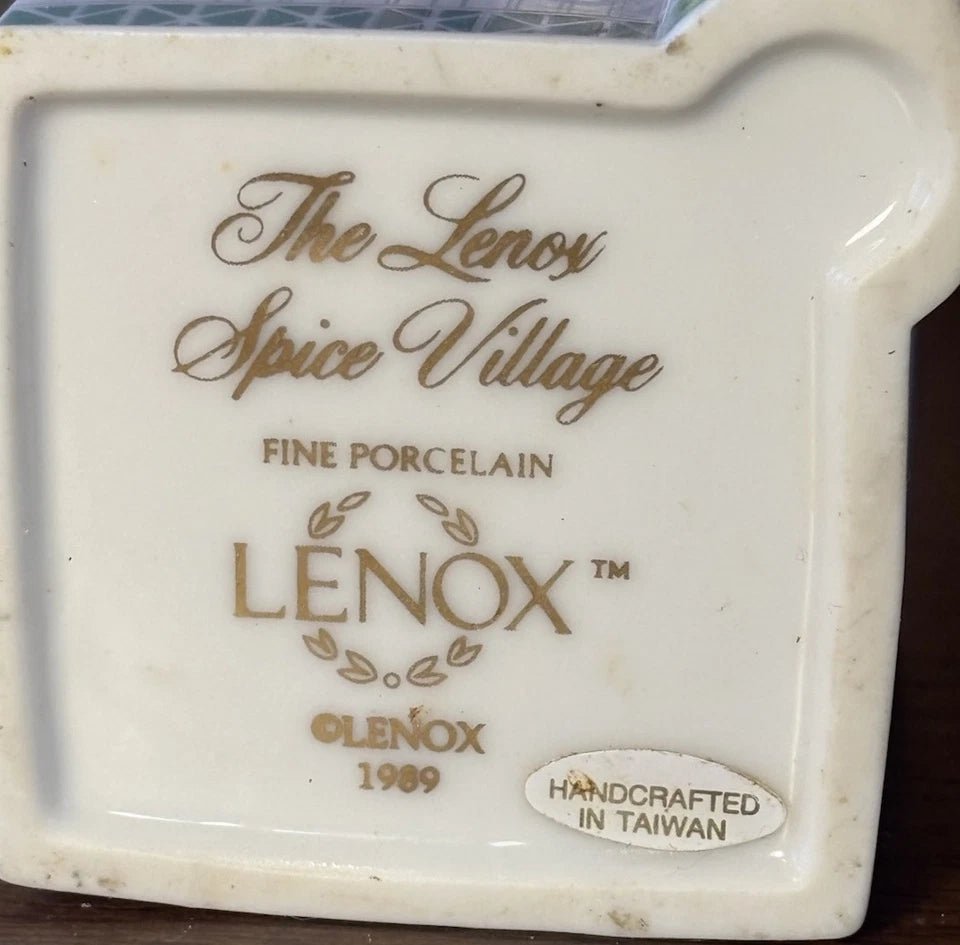 The Lenox
Spice Village
FINE PORCELAIN
LENOX™
©LENOX
1989
HANDCRAFTED
IN TAIWAN